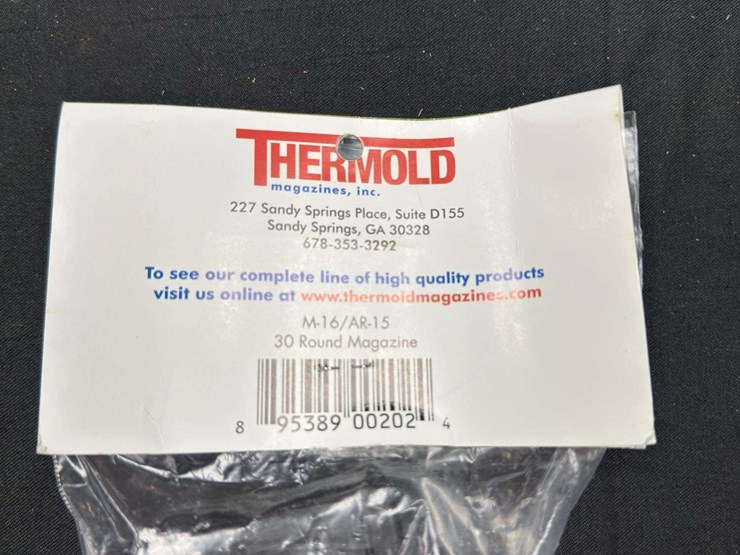 THERMOLD
magazines, inc.
227 Sandy Springs Place, Suite D155
Sandy Springs, GA 30328
678-353-3292
To see our complete line of high quality products
visit us online at www.thermoldmagazines.com
M-16/AR-15
30 Round Magazine
8 95389 00202 4